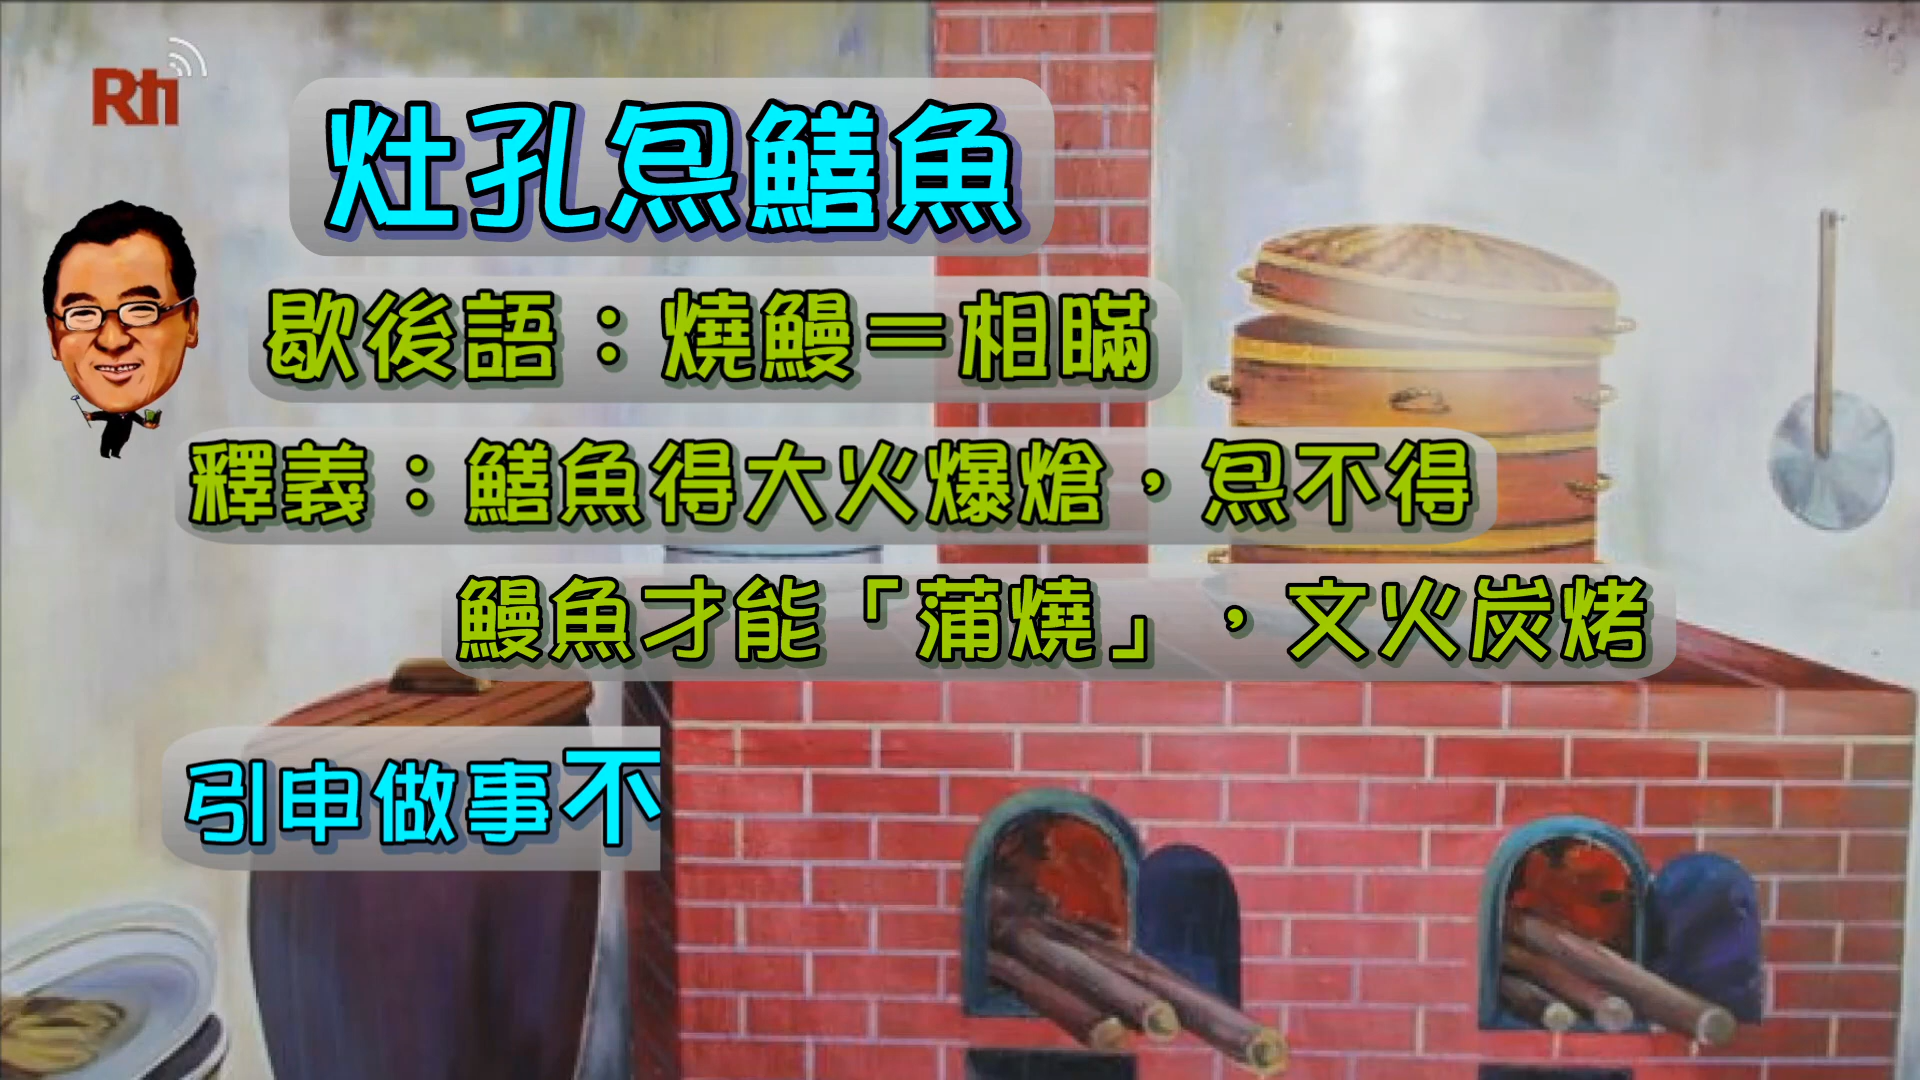 Rti
灶孔炰鱔魚
歇後語：燒鰻＝相瞞
釋義：鱔魚得大火爆熗，炰不得
鰻魚才能「蒲燒」，文火炭烤
引申做事不